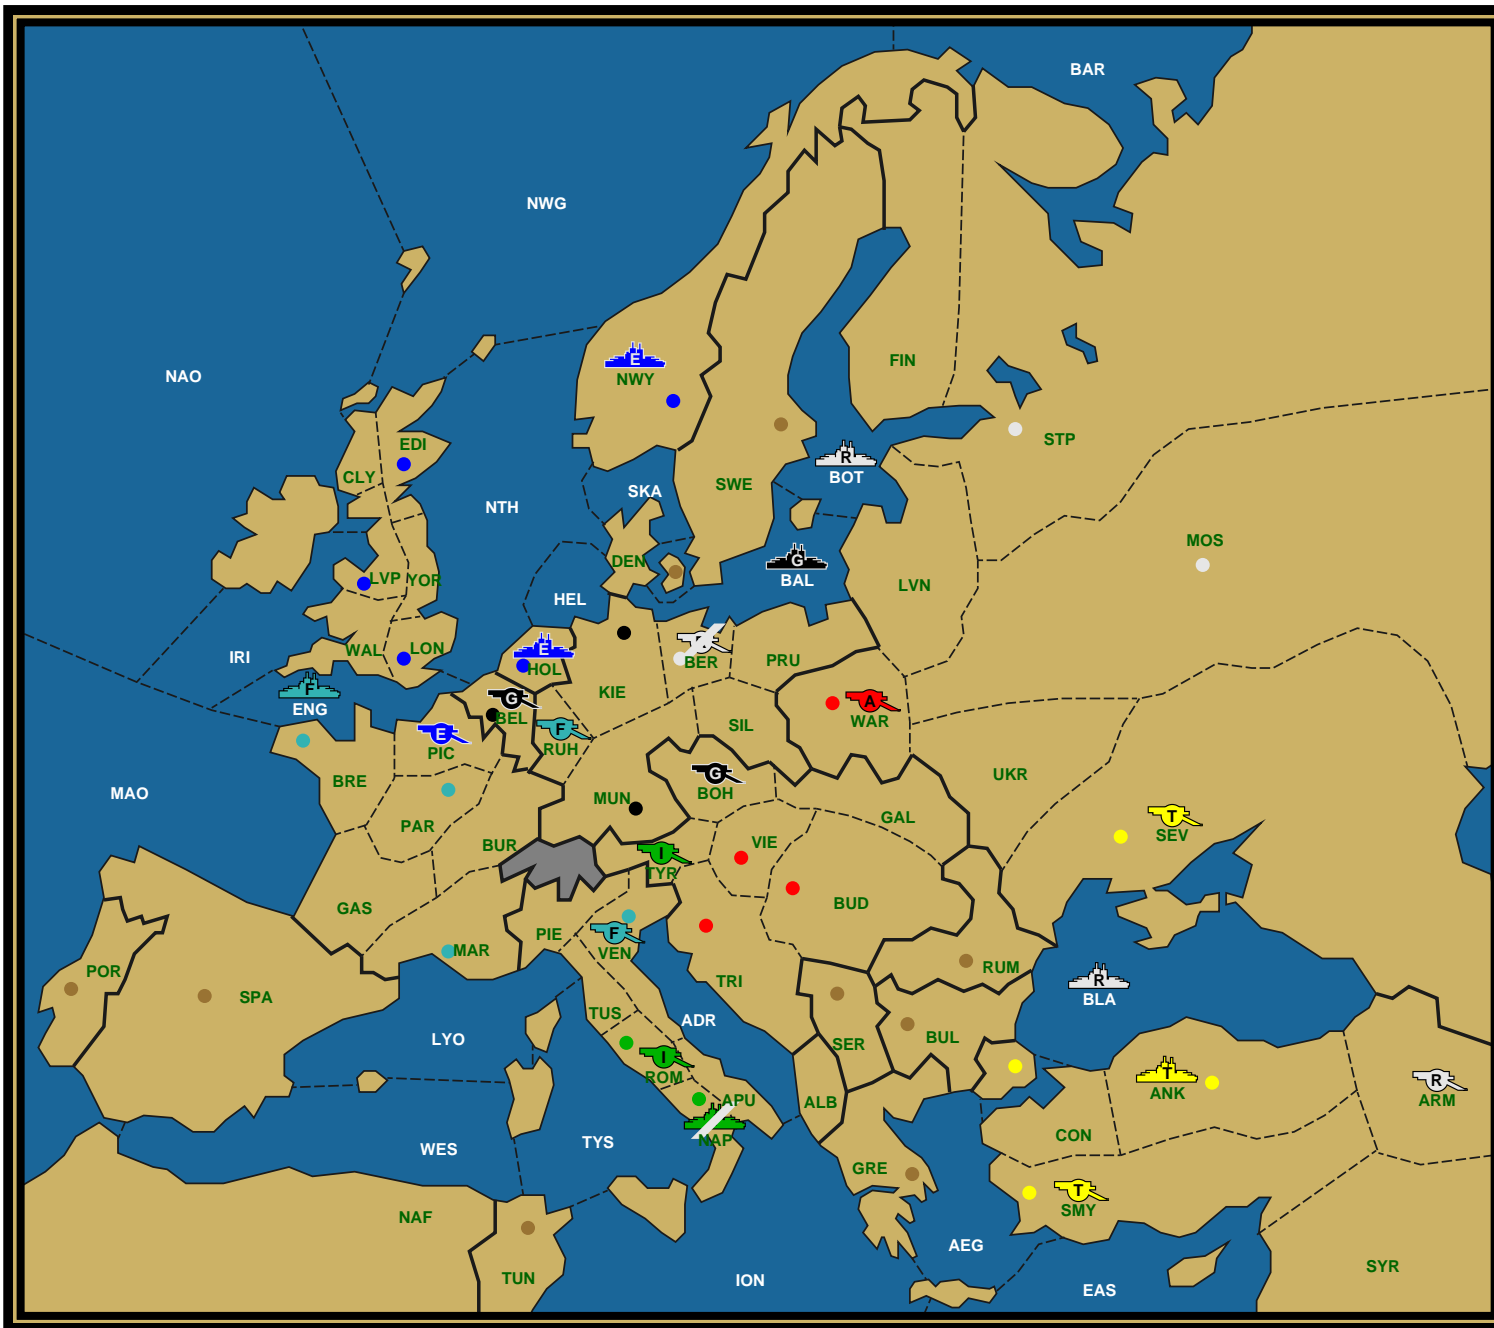 BAR
NWG
NAO
FIN
E
NWY
EDI
STP
CLY
R
BOT
SWE
SKA
NTH
MOS
DEN
G
BAL
LVP
YOR
LVN
HEL
IRI
WAL
LON
E
HOL
BER
PRU
KIE
F
ENG
G
BEL
A
WAR
E
PIC
F
RUH
SIL
UKR
BRE
G
BOH
MAO
MUN
PAR
GAL
T
SEV
BUR
VIE
I
TYR
BUD
GAS
PIE
F
VEN
MAR
RUM
POR
SPA
TRI
R
BLA
TUS
ADR
LYO
SER
BUL
I
ROM
T
ANK
R
ARM
APU
ALB
NAP
CON
WES
TYS
GRE
T
SMY
NAF
AEG
SYR
TUN
ION
EAS